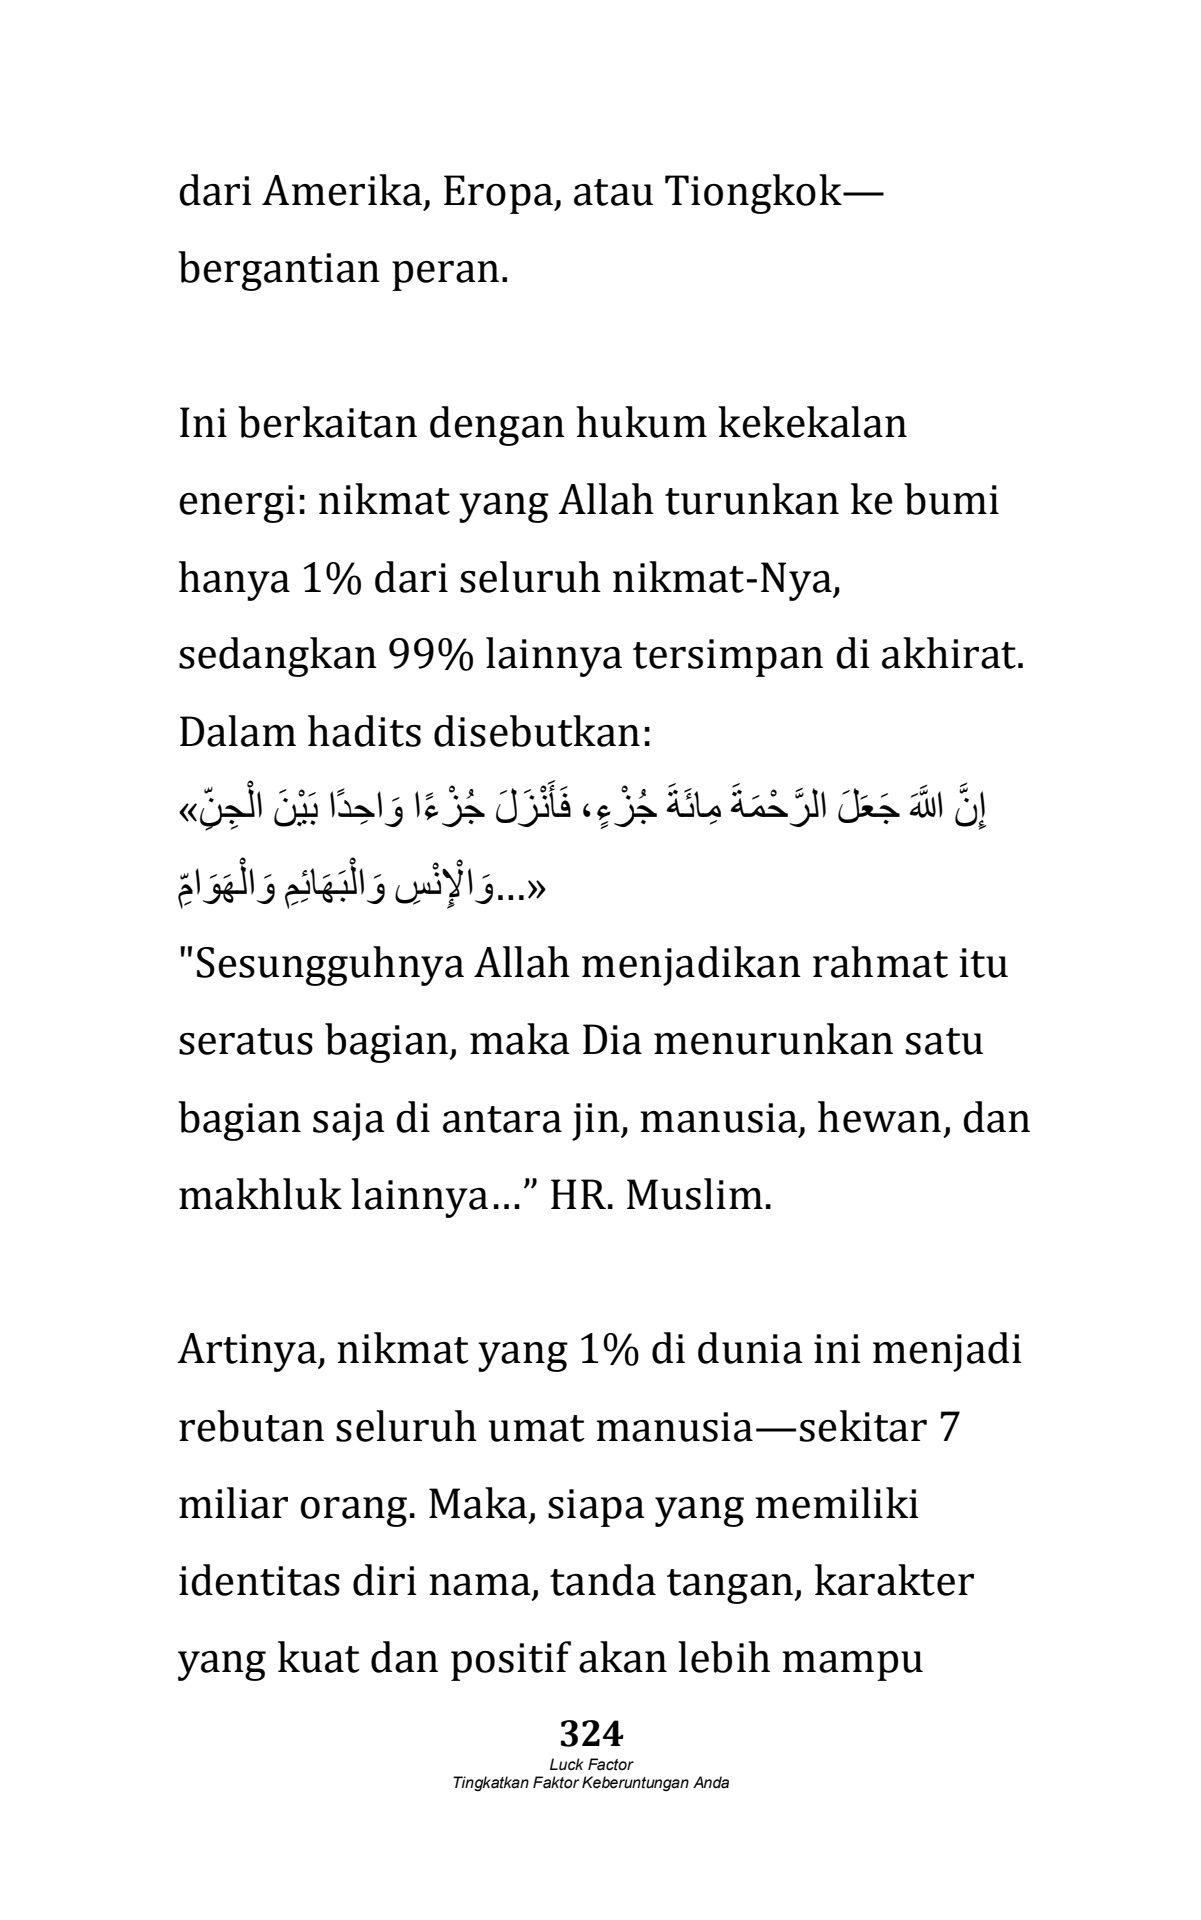 dari Amerika, Eropa, atau Tiongkok—
bergantian peran.
Ini berkaitan dengan hukum kekekalan
energi: nikmat yang Allah turunkan ke bumi
hanya 1% dari seluruh nikmat-Nya,
sedangkan 99% lainnya tersimpan di akhirat.
Dalam hadits disebutkan:
إِنَّ اللَّهَ جَعَلَ الرَّحْمَةَ مِائَةَ جُزْءٍ، فَأَنْزَلَ جُزْءًا وَاحِدًا بَيْنَ الْجِنِّ»
«...وَالْإِنْسِ وَالْبَهَائِمِ وَالْهَوَامِّ
"Sesungguhnya Allah menjadikan rahmat itu
seratus bagian, maka Dia menurunkan satu
bagian saja di antara jin, manusia, hewan, dan
makhluk lainnya…” HR. Muslim.
Artinya, nikmat yang 1% di dunia ini menjadi
rebutan seluruh umat manusia—sekitar 7
miliar orang. Maka, siapa yang memiliki
identitas diri nama, tanda tangan, karakter
yang kuat dan positif akan lebih mampu
324
Luck Factor
Tingkatkan Faktor Keberuntungan Anda